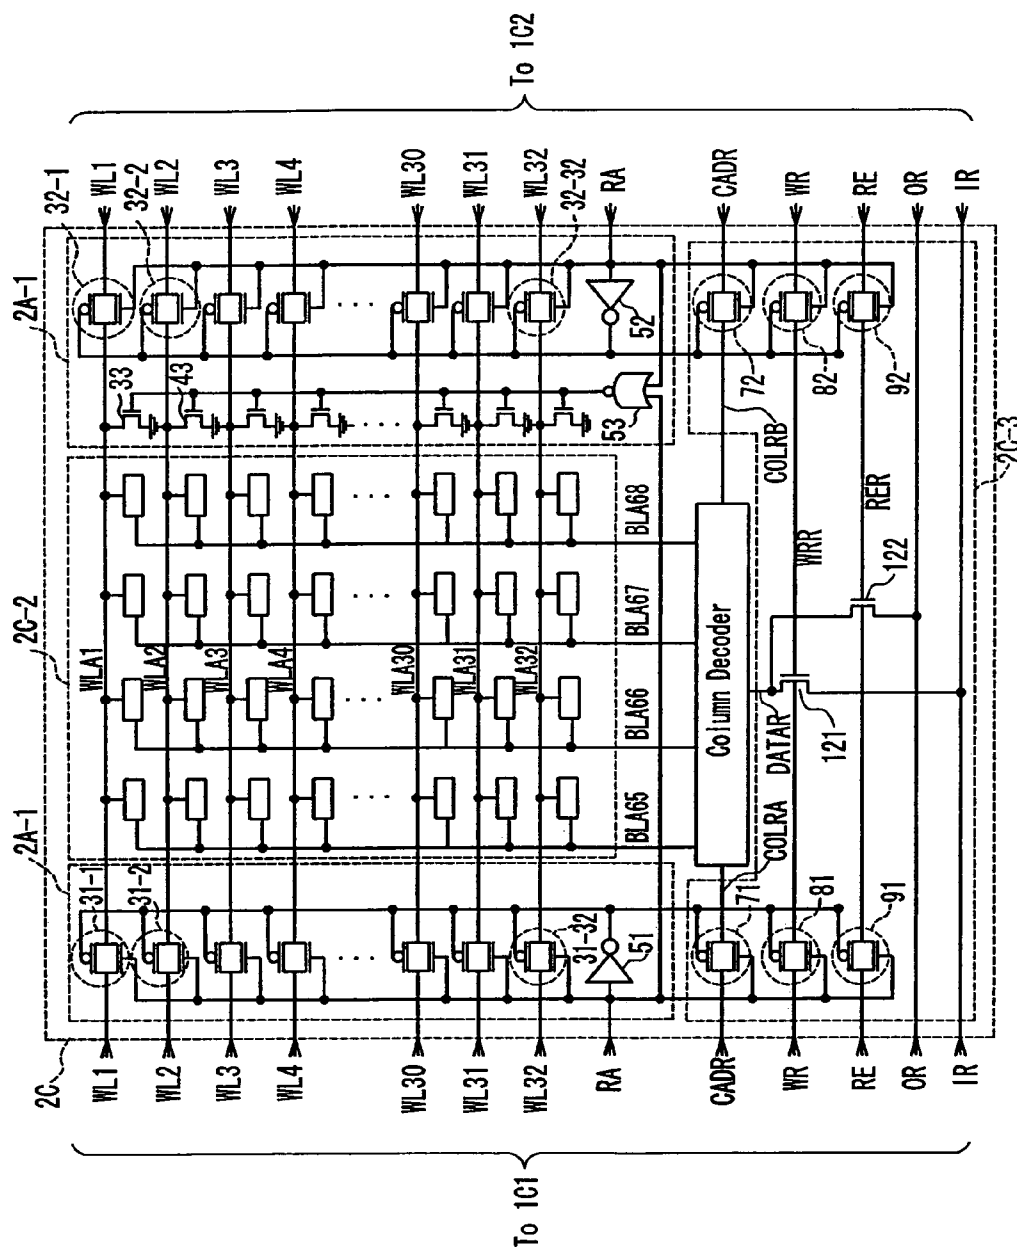 To 1C2
2A-1
32-1
32-2
WL1
WL2
WL3
WL4
WL30
WL31
WL32
32-32
RA
CADR
WR
RE
OR
IR
33
43
52
53
72
82
92
COLRB
2C-3
2C-2
WLA1
WLA2
WLA3
WLA4
WLA30
WLA31
WLA32
BLA68
BLA67
BLA66
BLA65
Column Decoder
WRR
RER
DATAR
121
122
COLRA
2A-1
31-1
31-2
31-32
51
71
81
91
2C
WL1
WL2
WL3
WL4
WL30
WL31
WL32
RA
CADR
WR
RE
OR
IR
To 1C1